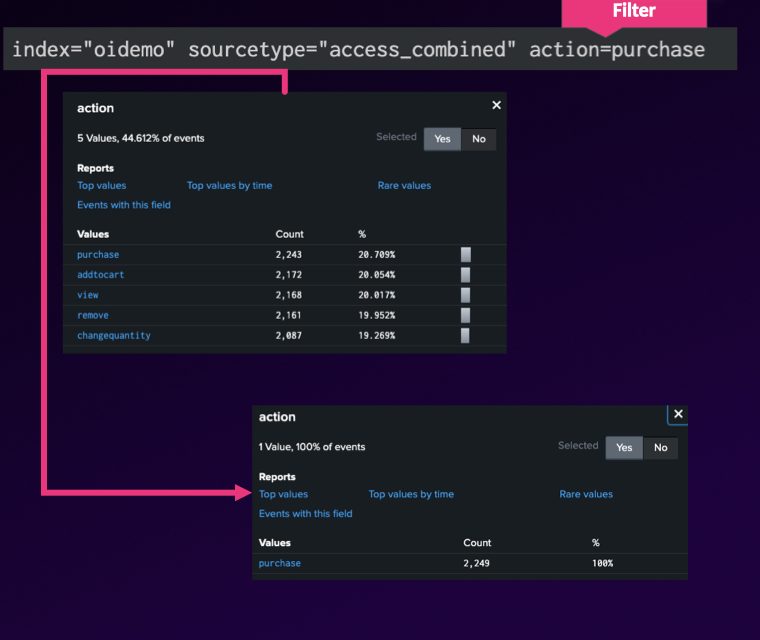 Filter
index="oidemo" sourcetype="access_combined" action=purchase
action ×
5 Values, 44.612% of events Selected Yes No
Reports
Top values Top values by time Rare values
Events with this field
Values Count %
purchase 2,243 20.709%
addtocart 2,172 20.054%
view 2,168 20.017%
remove 2,161 19.952%
changequantity 2,087 19.269%
action ×
1 Value, 100% of events Selected Yes No
Reports
Top values Top values by time Rare values
Events with this field
Values Count %
purchase 2,249 100%